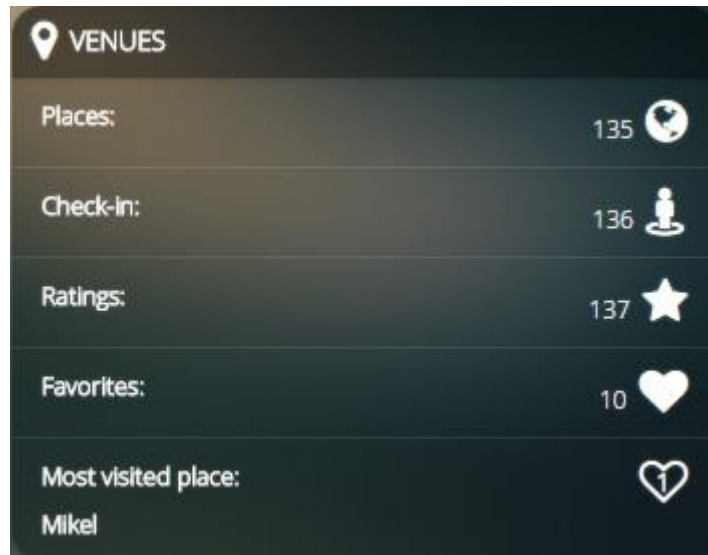 VENUES
Places:
135
Check-in:
136
Ratings:
137
Favorites:
10
Most visited place:
1
Mikel